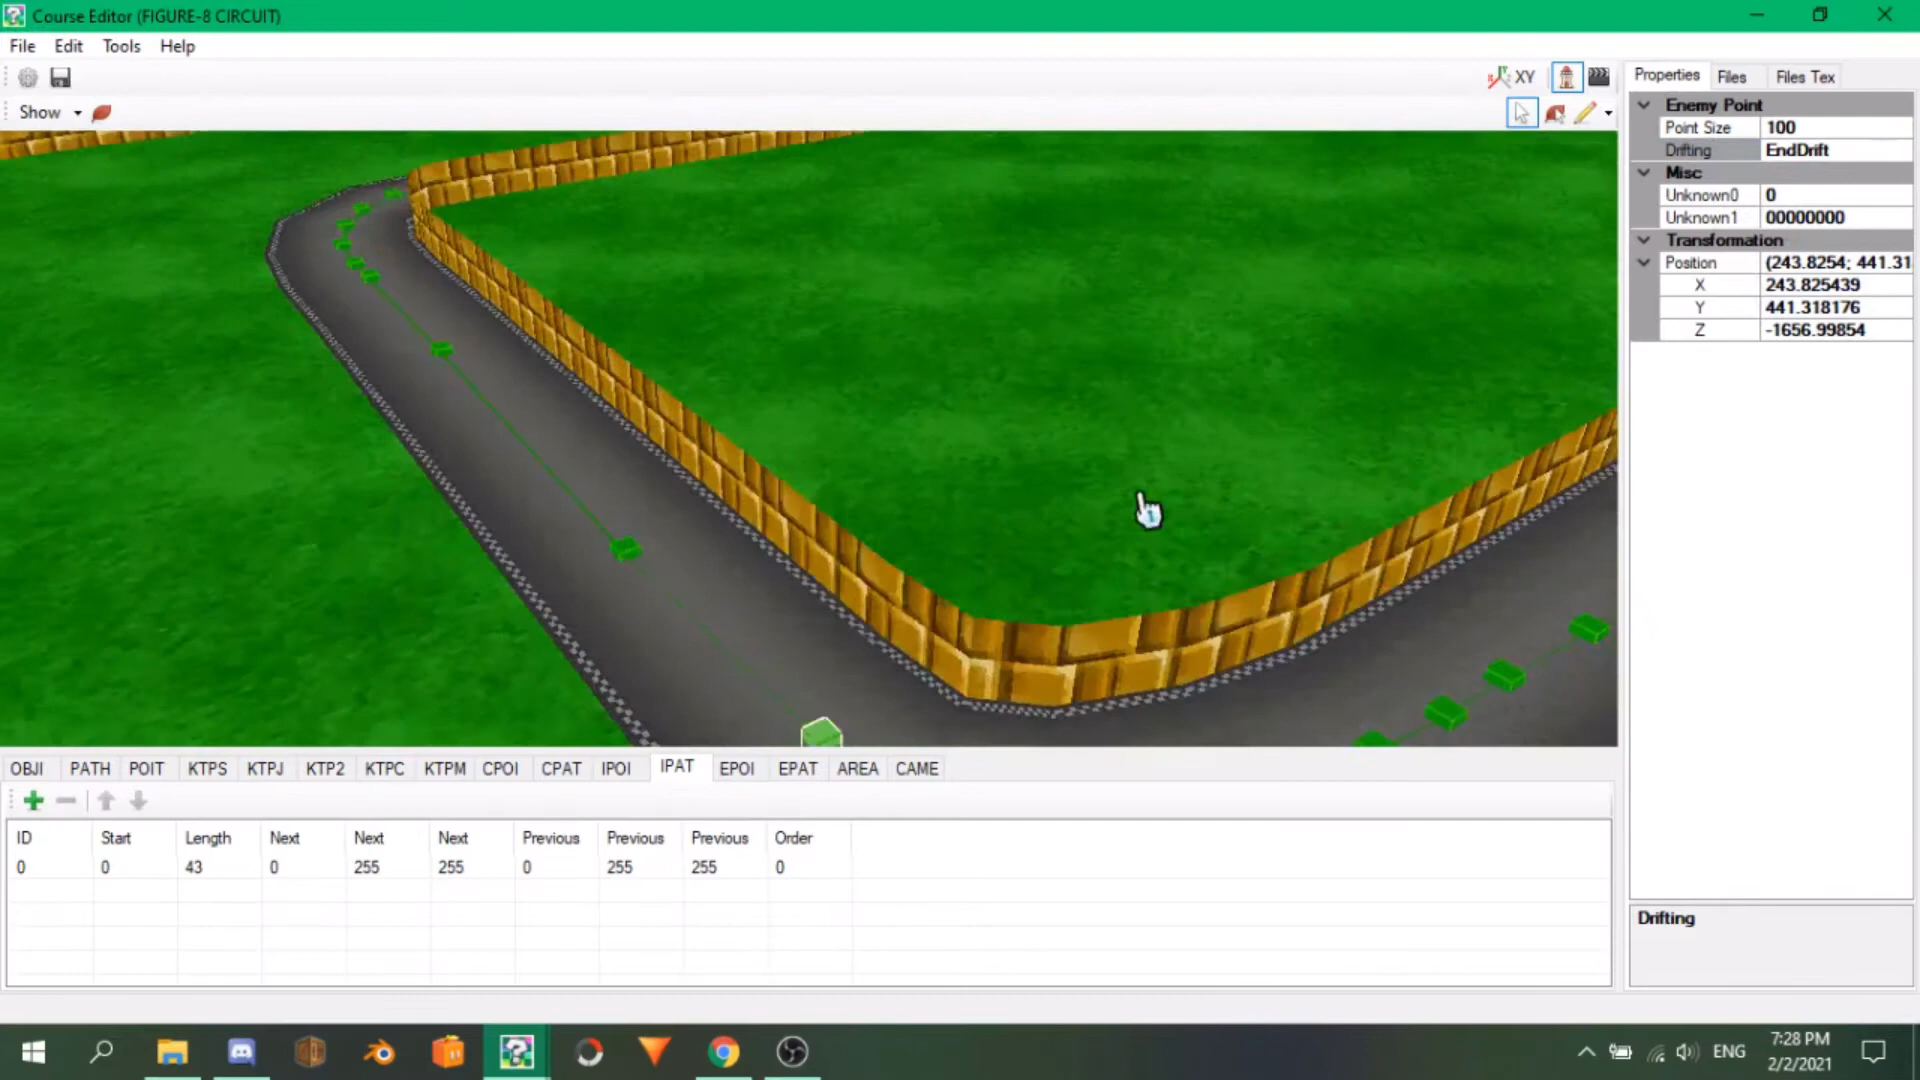 Course Editor (FIGURE-8 CIRCUIT)
File Edit Tools Help
XY
Show
Properties Files Files Tex
Enemy Point
Point Size 100
Drifting EndDrift
Misc
Unknown0 0
Unknown1 00000000
Transformation
Position (243.8254; 441.31
X 243.825439
Y 441.318176
Z -1656.99854
OBJI PATH POIT KTPS KTPJ KTP2 KTPC KTPM CPOI CPAT IPOI IPAT EPOI EPAT AREA CAME
ID Start Length Next Next Next Previous Previous Previous Order
0 0 43 0 255 255 0 255 255 0
Drifting
ENG
7:28 PM
2/2/2021